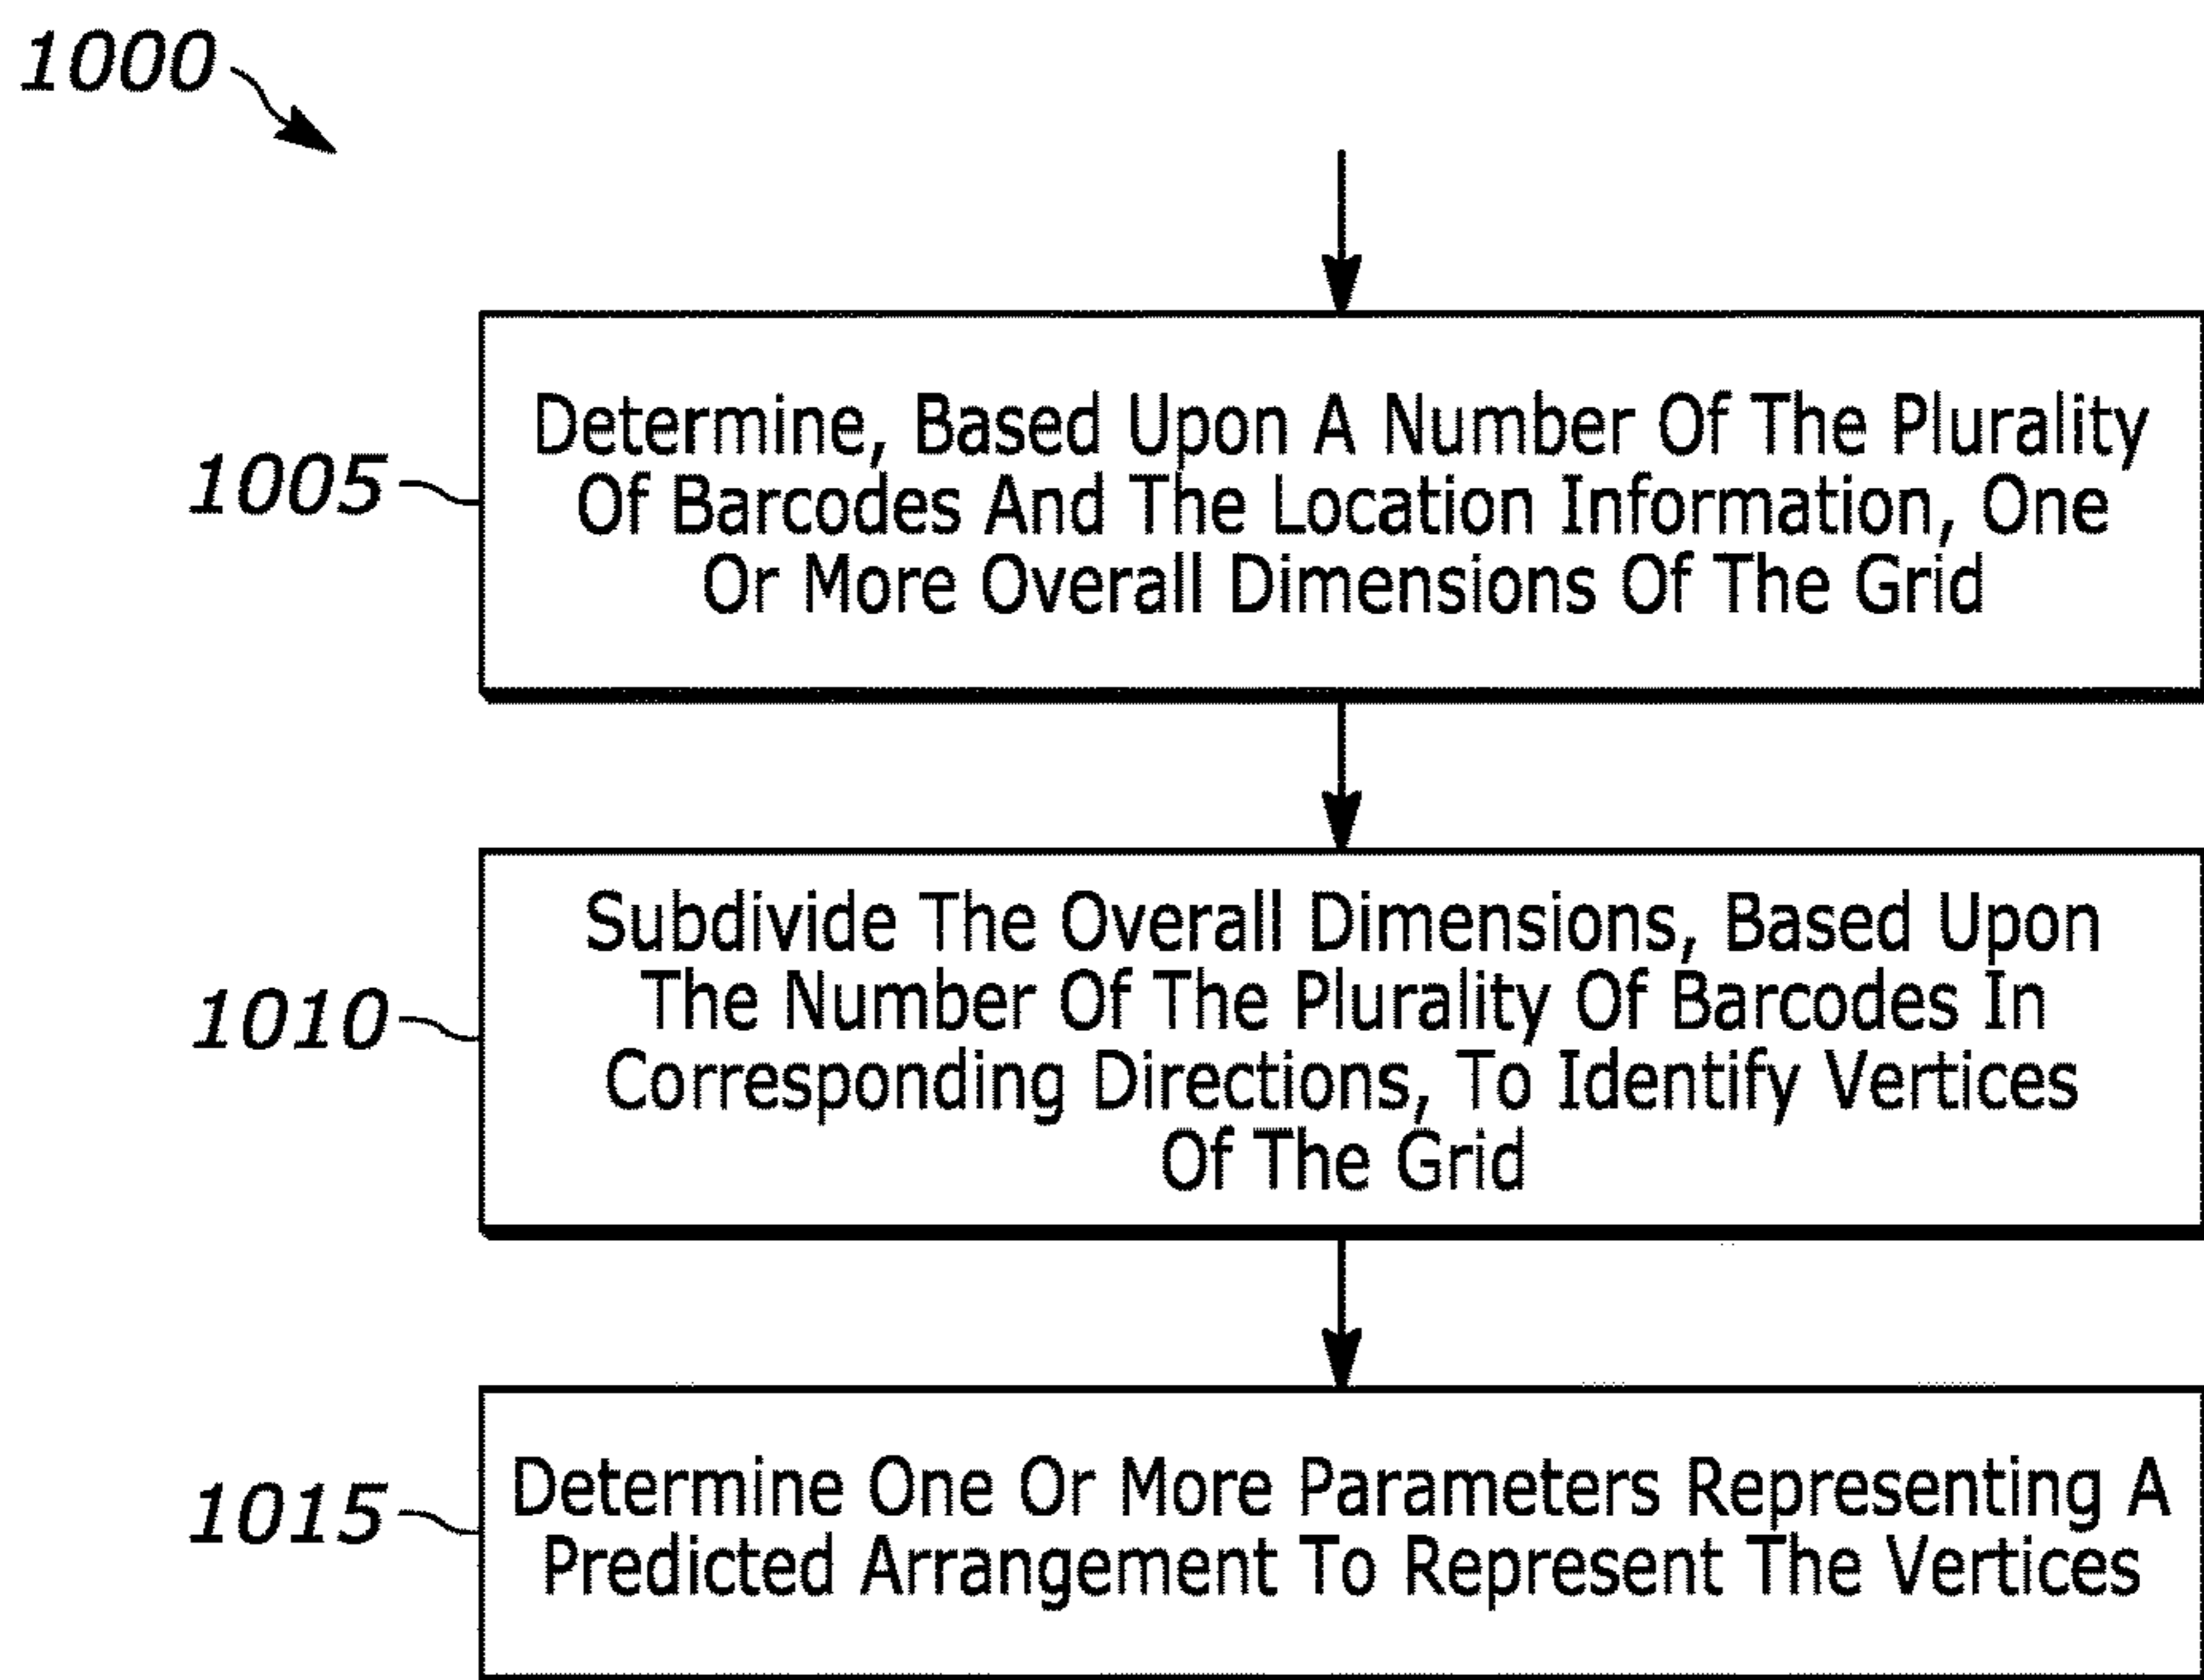 1000
1005
Determine, Based Upon A Number Of The Plurality
Of Barcodes And The Location Information, One
Or More Overall Dimensions Of The Grid
1010
Subdivide The Overall Dimensions, Based Upon
The Number Of The Plurality Of Barcodes In
Corresponding Directions, To Identify Vertices
Of The Grid
1015
Determine One Or More Parameters Representing A
Predicted Arrangement To Represent The Vertices